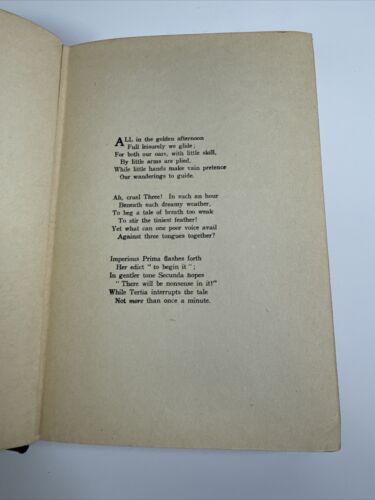 ALL in the golden afternoon
Full leisurely we glide;
For both our oars, with little skill,
By little arms are plied,
While little hands make vain pretence
Our wanderings to guide.
Ah, cruel Three! In such an hour
Beneath such dreamy weather,
To beg a tale of breath too weak
To stir the tiniest feather!
Yet what can one poor voice avail
Against three tongues together?
Imperious Prima flashes forth
Her edict "to begin it";
In gentler tone Secunda hopes
"There will be nonsense in it!"
While Tertia interrupts the tale
Not more than once a minute.